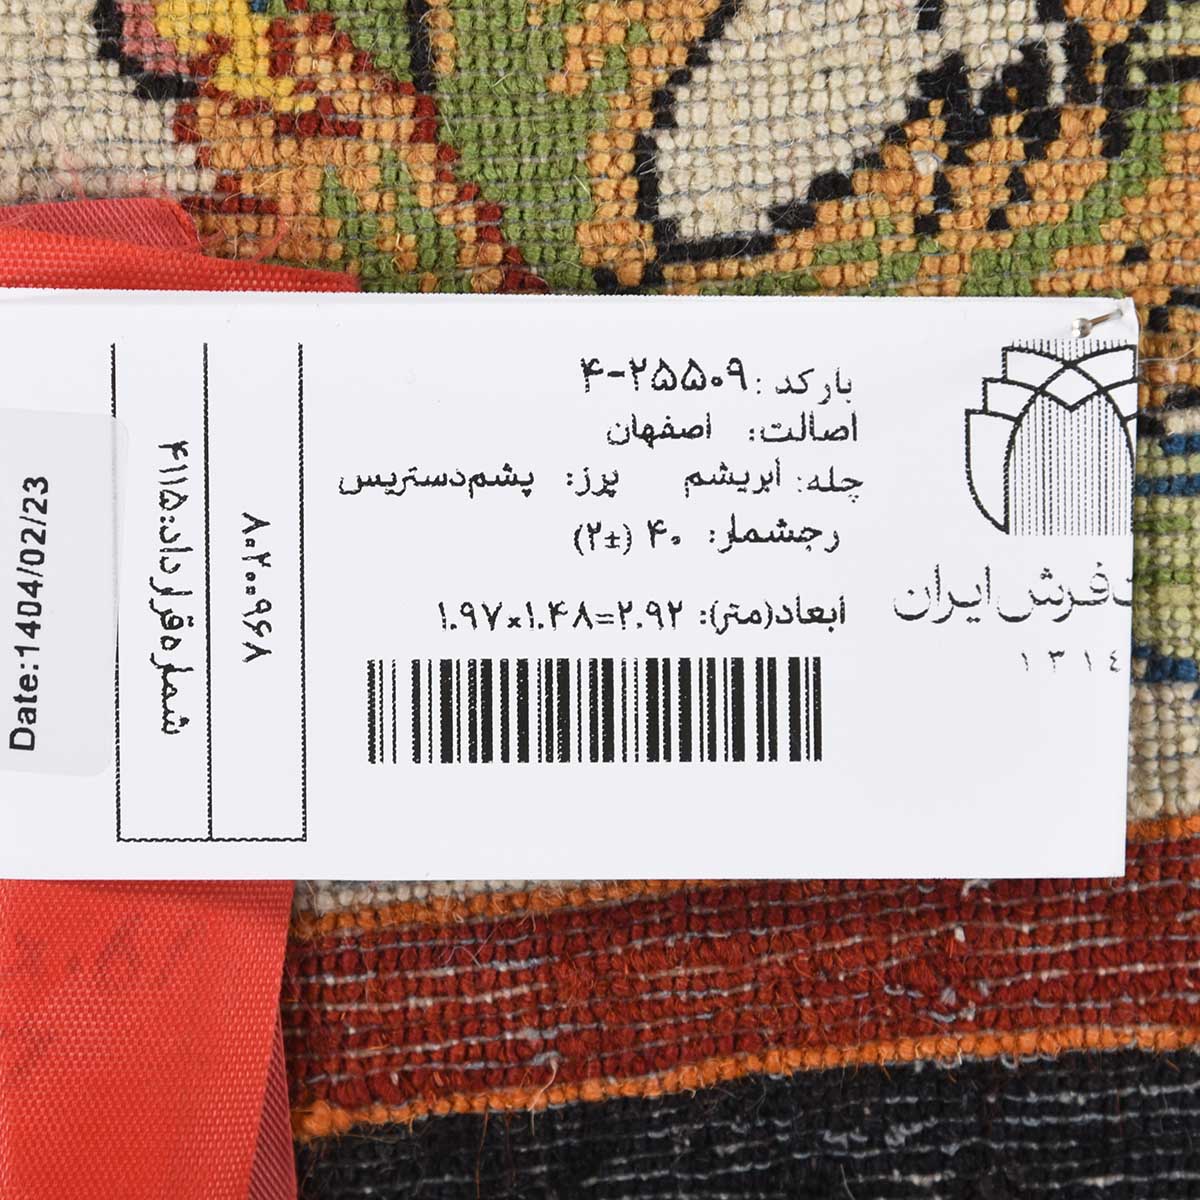 بارکد: ۴-۲۵۵۰۹
اصالت: اصفهان
چله: ابریشم پرز: پشم‌دستریس
رجشمار: ۴۰ (±۲)
ابعاد(متر): ۱.۹۷×۱.۴۸=۲.۹۲
فرش ایران
١٣١٤
۸۰۲۰۰۹۶۸
شماره قرارداد:۴۱۱۵
Date:1404/02/23